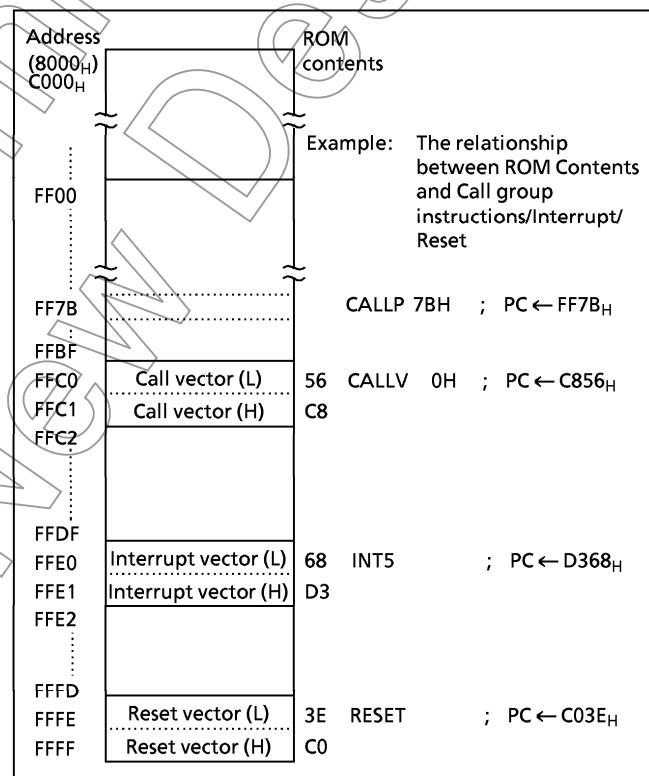 Address
(8000H)
C000H
ROM
contents
Example: The relationship
between ROM Contents
and Call group
instructions/Interrupt/
Reset
FF00
FF7B CALLP 7BH ; PC ← FF7BH
FFBF
FFC0 Call vector (L) 56 CALLV 0H ; PC ← C856H
FFC1 Call vector (H) C8
FFC2
FFDF
FFE0 Interrupt vector (L) 68 INT5 ; PC ← D368H
FFE1 Interrupt vector (H) D3
FFE2
FFFD
FFFE Reset vector (L) 3E RESET ; PC ← C03EH
FFFF Reset vector (H) C0